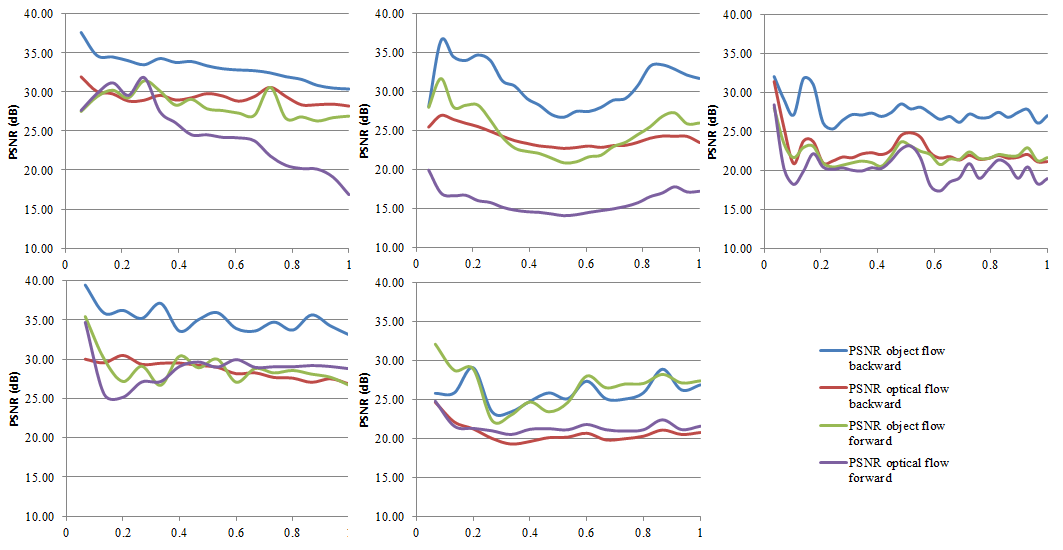 40.00 40.00 40.00
35.00 35.00 35.00
30.00 30.00 30.00
25.00 25.00 25.00
20.00 20.00 20.00
15.00 15.00 15.00
10.00 10.00 10.00
PSNR (dB) PSNR (dB) PSNR (dB)
0 0.2 0.4 0.6 0.8 1
0 0.2 0.4 0.6 0.8 1
0 0.2 0.4 0.6 0.8 1
40.00 40.00
35.00 35.00
30.00 30.00
25.00 25.00
20.00 20.00
15.00 15.00
10.00 10.00
PSNR (dB) PSNR (dB)
0 0.2 0.4 0.6 0.8 1
0 0.2 0.4 0.6 0.8 1
PSNR object flow
backward
PSNR optical flow
backward
PSNR object flow
forward
PSNR optical flow
forward